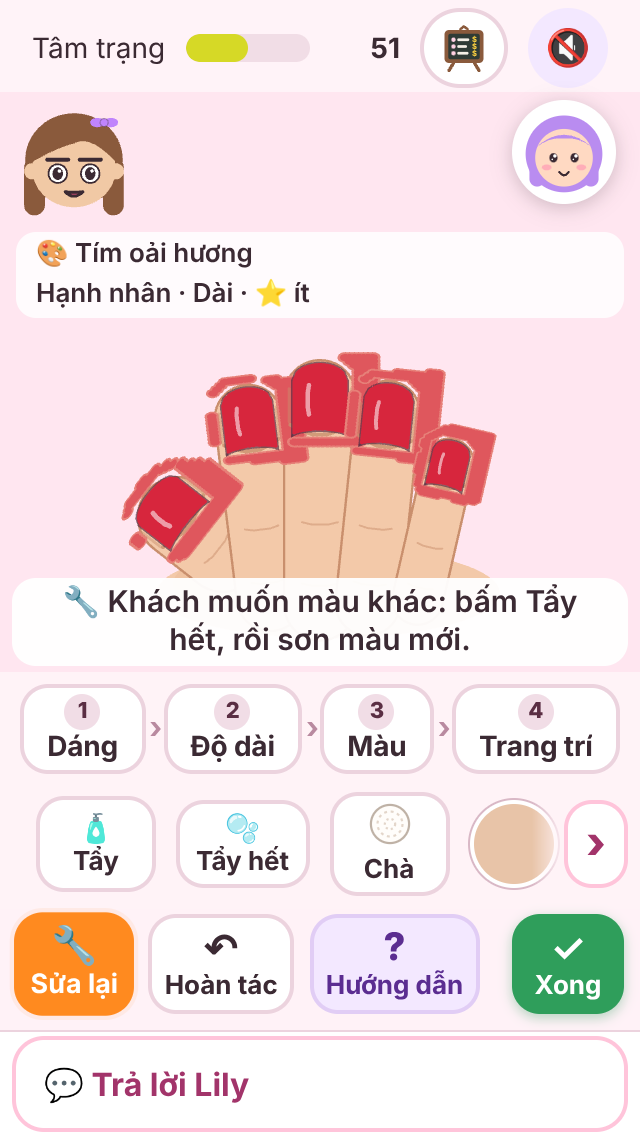 Tâm trạng
51
🎨 Tím oải hương
Hạnh nhân · Dài · ⭐ ít
🔧 Khách muốn màu khác: bấm Tẩy
hết, rồi sơn màu mới.
1
Dáng
›
2
Độ dài
›
3
Màu
›
4
Trang trí
Tẩy
Tẩy hết
Chà
›
Sửa lại
↶
Hoàn tác
?
Hướng dẫn
✓
Xong
💬 Trả lời Lily